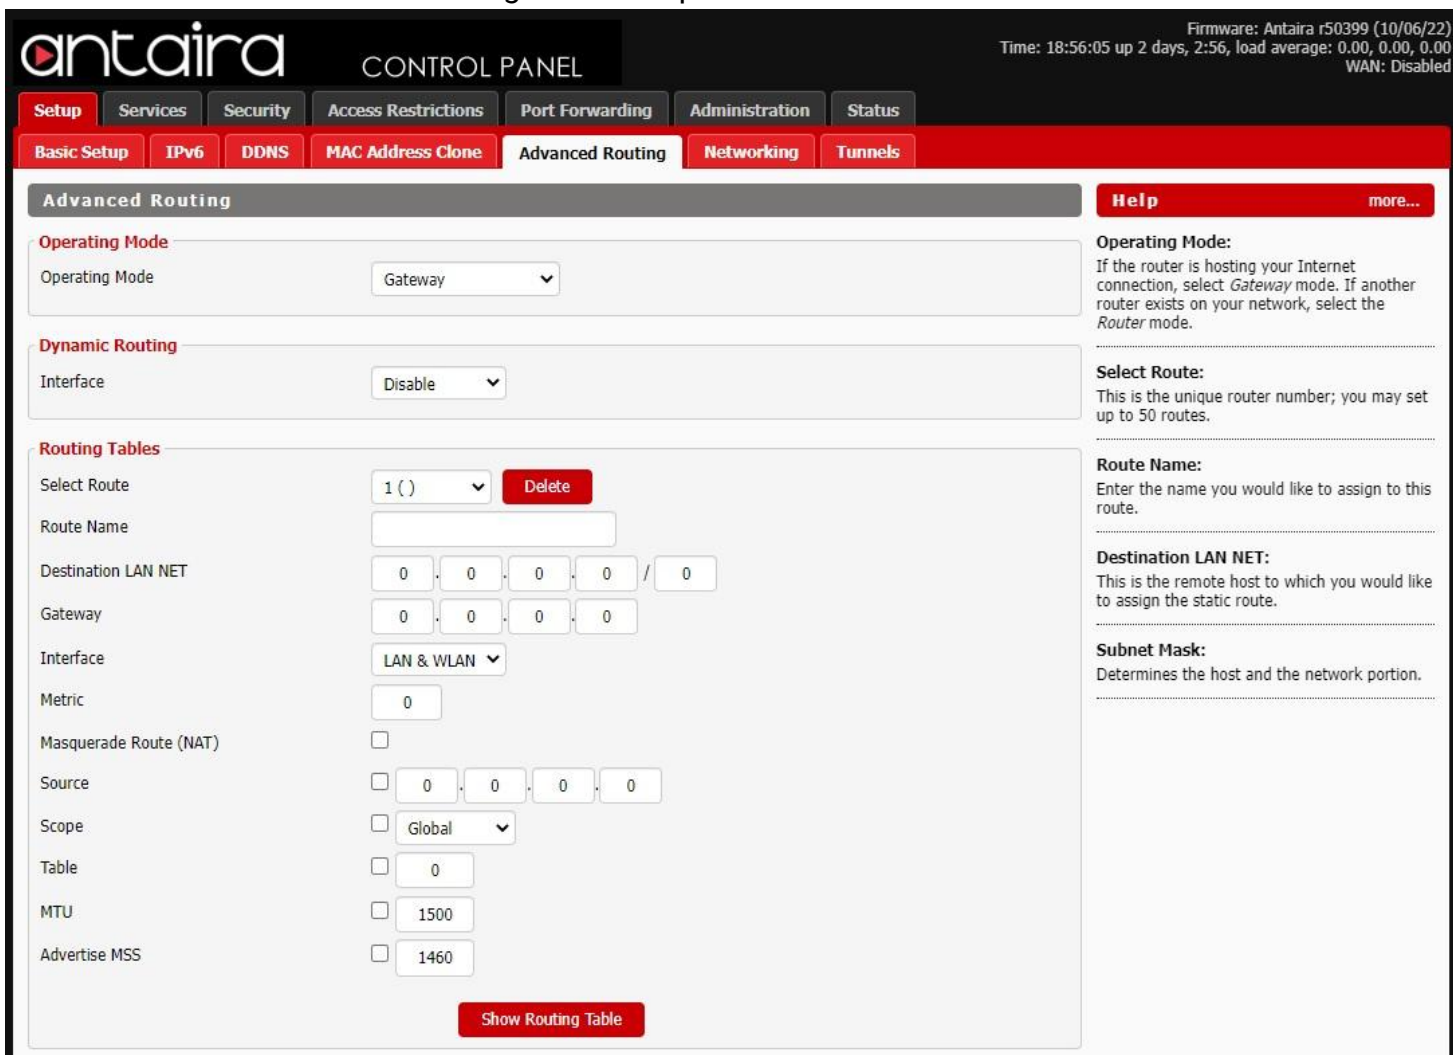 antaira
CONTROL PANEL
Firmware: Antaira r50399 (10/06/22)
Time: 18:56:05 up 2 days, 2:56, load average: 0.00, 0.00, 0.00
WAN: Disabled
Setup Services Security Access Restrictions Port Forwarding Administration Status
Basic Setup IPv6 DDNS MAC Address Clone Advanced Routing Networking Tunnels
Advanced Routing
Operating Mode
Operating Mode Gateway
Dynamic Routing
Interface Disable
Routing Tables
Select Route 1 ( ) Delete
Route Name
Destination LAN NET 0 . 0 . 0 . 0 / 0
Gateway 0 . 0 . 0 . 0
Interface LAN & WLAN
Metric 0
Masquerade Route (NAT)
Source 0 . 0 . 0 . 0
Scope Global
Table 0
MTU 1500
Advertise MSS 1460
Show Routing Table
Help more...
Operating Mode:
If the router is hosting your Internet
connection, select Gateway mode. If another
router exists on your network, select the
Router mode.
Select Route:
This is the unique router number; you may set
up to 50 routes.
Route Name:
Enter the name you would like to assign to this
route.
Destination LAN NET:
This is the remote host to which you would like
to assign the static route.
Subnet Mask:
Determines the host and the network portion.